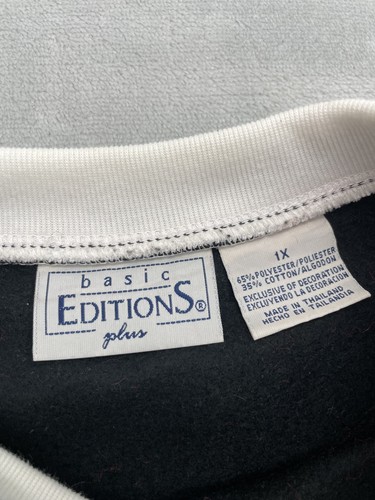 basic
EDITIONS®
plus
1X
65% POLYESTER/POLIESTER
35% COTTON/ALGODON
EXCLUSIVE OF DECORATION
EXCLUYENDO LA DECORACION
MADE IN THAILAND
HECHO EN TAILANDIA